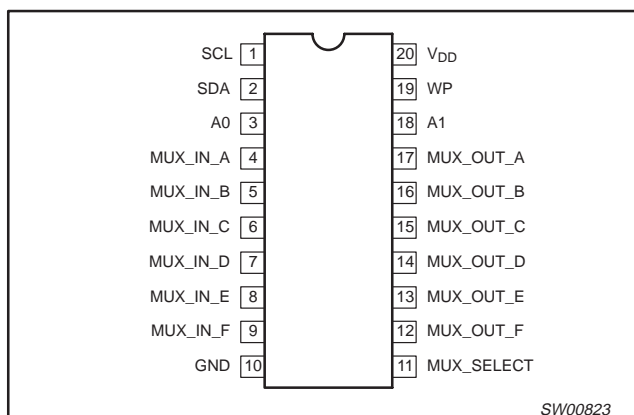 SCL 1 20 VDD
SDA 2 19 WP
A0 3 18 A1
MUX_IN_A 4 17 MUX_OUT_A
MUX_IN_B 5 16 MUX_OUT_B
MUX_IN_C 6 15 MUX_OUT_C
MUX_IN_D 7 14 MUX_OUT_D
MUX_IN_E 8 13 MUX_OUT_E
MUX_IN_F 9 12 MUX_OUT_F
GND 10 11 MUX_SELECT
SW00823